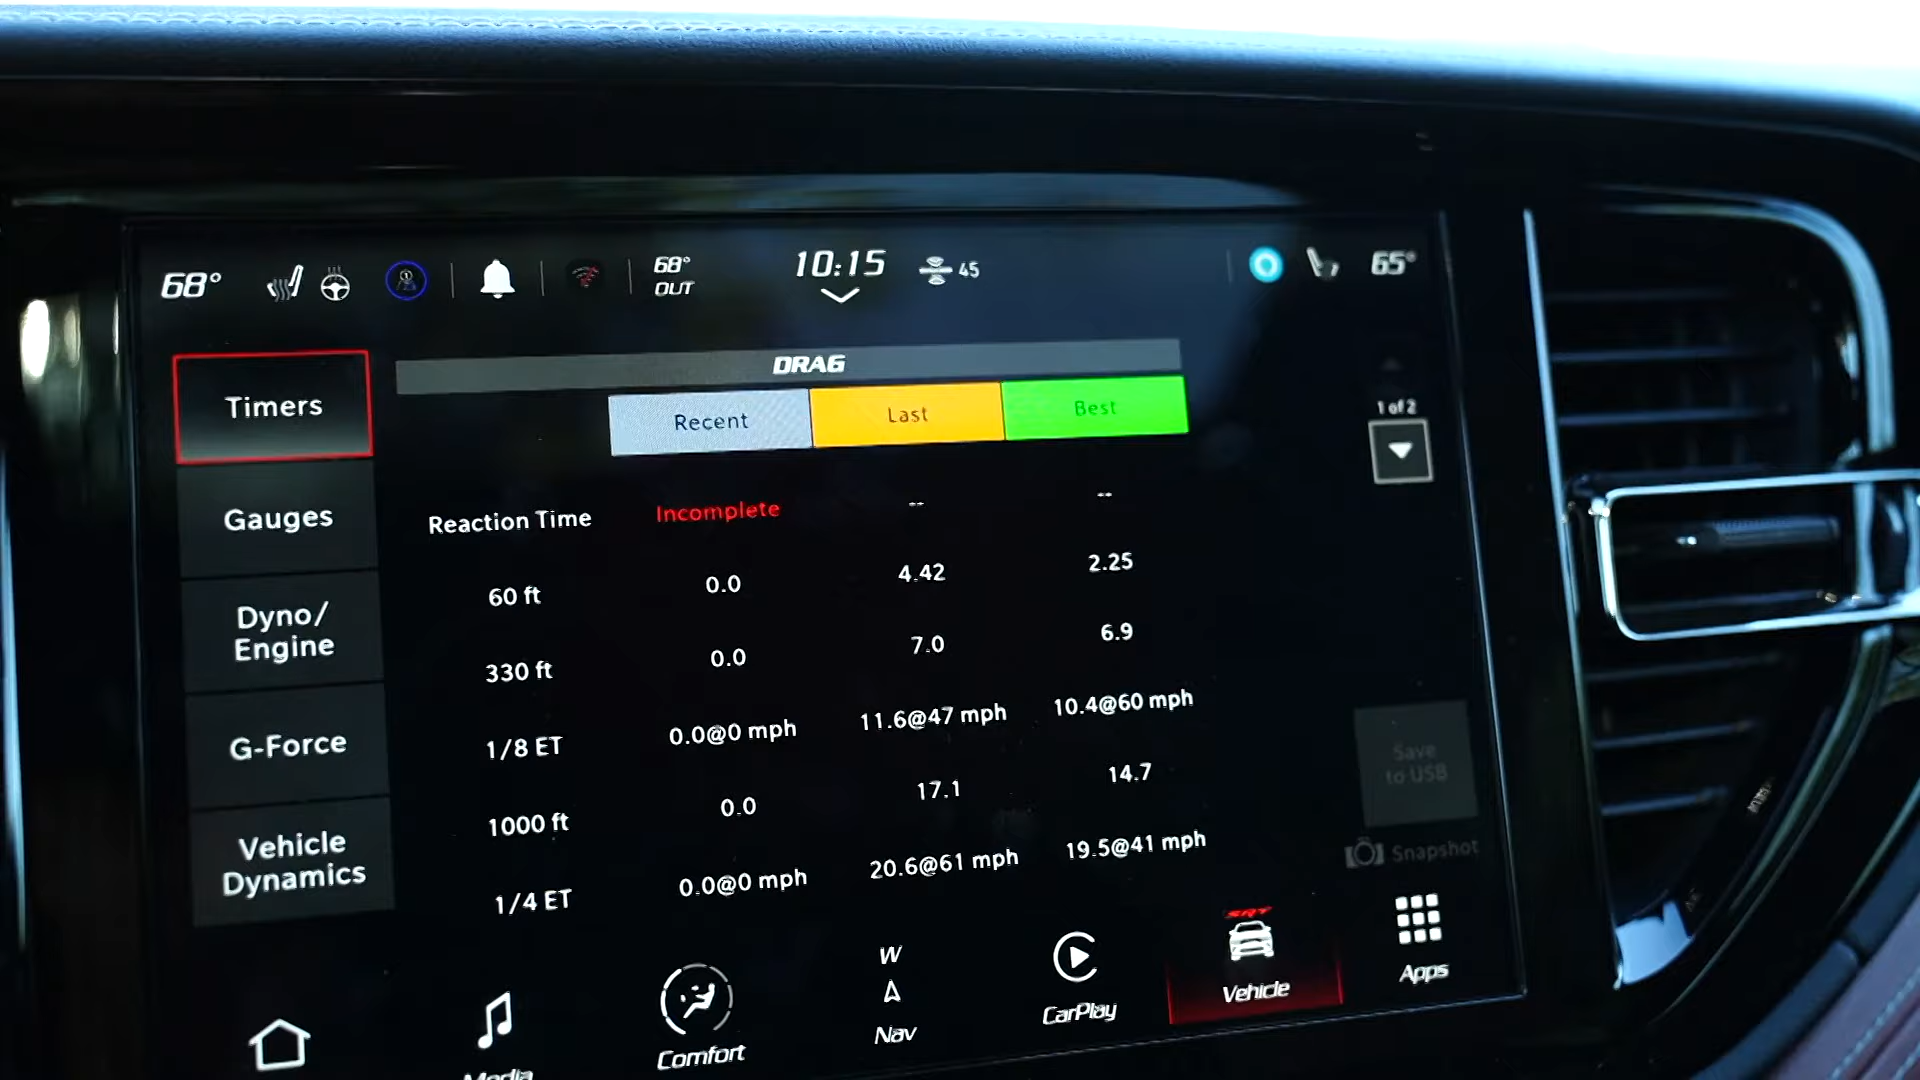 68°
68°
OUT
10:15
45
65°
Timers
Gauges
Dyno/
Engine
G-Force
Vehicle
Dynamics
DRAG
Recent Last Best
1 of 2
Reaction Time Incomplete -- --
60 ft 0.0 4.42 2.25
330 ft 0.0 7.0 6.9
1/8 ET 0.0@0 mph 11.6@47 mph 10.4@60 mph
1000 ft 0.0 17.1 14.7
1/4 ET 0.0@0 mph 20.6@61 mph 19.5@41 mph
Save
to USB
Snapshot
Media
Comfort
W
Nav
CarPlay
SRT
Vehicle
Apps